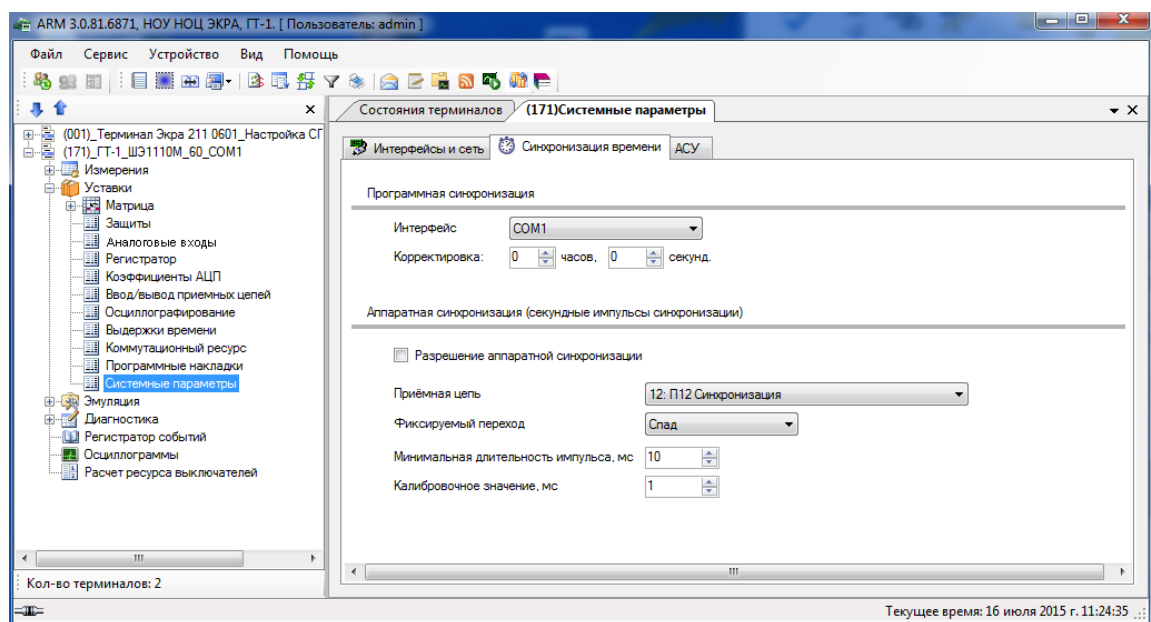 ARM 3.0.81.6871, НОУ НОЦ ЭКРА, ГТ-1. [ Пользователь: admin ]
Файл Сервис Устройство Вид Помощь
Состояния терминалов (171)Системные параметры
(001)_Терминал Экра 211 0601_Настройка СГ
(171)_ГТ-1_ШЭ1110М_60_COM1
Измерения
Уставки
Матрица
Защиты
Аналоговые входы
Регистратор
Коэффициенты АЦП
Ввод/вывод приемных цепей
Осциллографирование
Выдержки времени
Коммутационный ресурс
Программные накладки
Системные параметры
Эмуляция
Диагностика
Регистратор событий
Осциллограммы
Расчет ресурса выключателей
Кол-во терминалов: 2
Интерфейсы и сеть Синхронизация времени АСУ
Программная синхронизация
Интерфейс COM1
Корректировка: 0 часов, 0 секунд.
Аппаратная синхронизация (секундные импульсы синхронизации)
Разрешение аппаратной синхронизации
Приёмная цепь 12: П12 Синхронизация
Фиксируемый переход Спад
Минимальная длительность импульса, мс 10
Калибровочное значение, мс 1
Текущее время: 16 июля 2015 г. 11:24:35